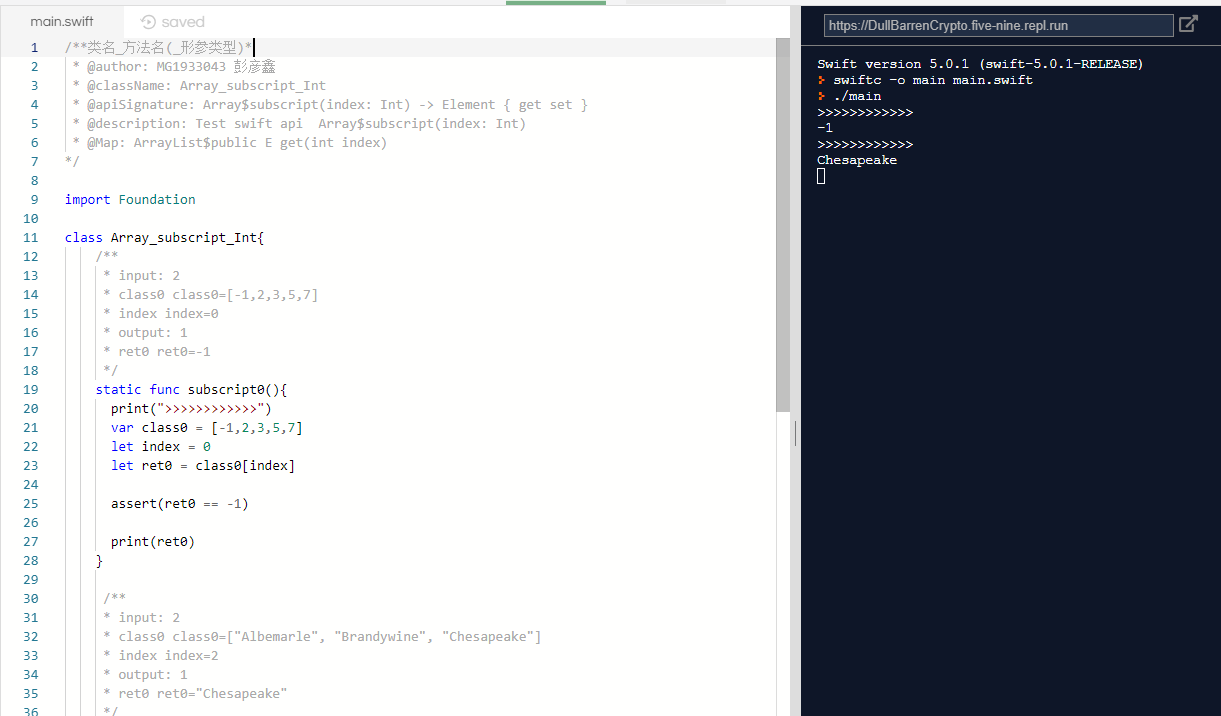 main.swift
saved
1 /**类名_方法名(_形参类型)*
2 * @author: MG1933043 彭彦鑫
3 * @className: Array_subscript_Int
4 * @apiSignature: Array$subscript(index: Int) -> Element { get set }
5 * @description: Test swift api  Array$subscript(index: Int)
6 * @Map: ArrayList$public E get(int index)
7 */
8
9 import Foundation
10
11 class Array_subscript_Int{
12 /**
13 * input: 2
14 * class0 class0=[-1,2,3,5,7]
15 * index index=0
16 * output: 1
17 * ret0 ret0=-1
18 */
19 static func subscript0(){
20 print(">>>>>>>>>>>>")
21 var class0 = [-1,2,3,5,7]
22 let index = 0
23 let ret0 = class0[index]
24
25 assert(ret0 == -1)
26
27 print(ret0)
28 }
29
30 /**
31 * input: 2
32 * class0 class0=["Albemarle", "Brandywine", "Chesapeake"]
33 * index index=2
34 * output: 1
35 * ret0 ret0="Chesapeake"
36 */
https://DullBarrenCrypto.five-nine.repl.run
Swift version 5.0.1 (swift-5.0.1-RELEASE)
> swiftc -o main main.swift
> ./main
>>>>>>>>>>>>
-1
>>>>>>>>>>>>
Chesapeake